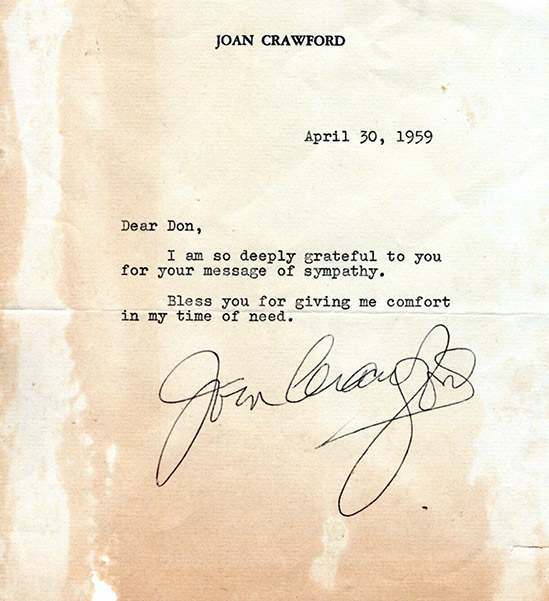 JOAN CRAWFORD
April 30, 1959
Dear Don,
I am so deeply grateful to you
for your message of sympathy.
Bless you for giving me comfort
in my time of need.
Joan Crawford